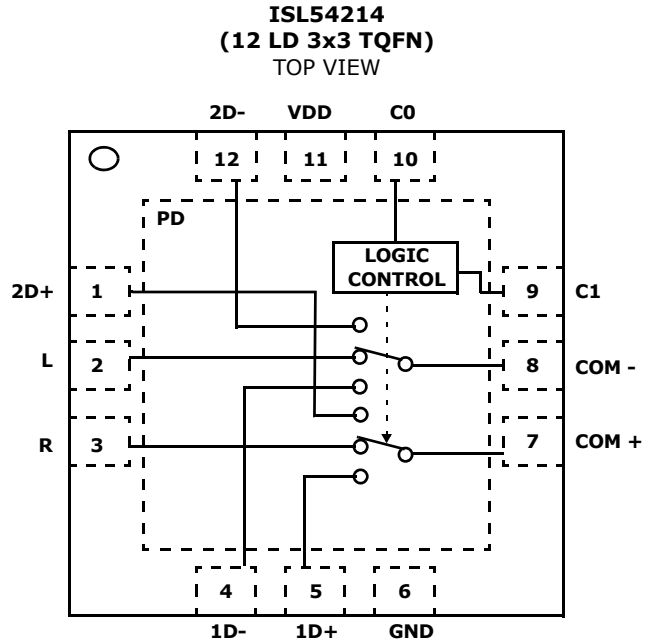 ISL54214
(12 LD 3x3 TQFN)
TOP VIEW
2D- VDD C0
12 11 10
PD
LOGIC
CONTROL
2D+ 1 9 C1
L 2 8 COM -
R 3 7 COM +
4 5 6
1D- 1D+ GND